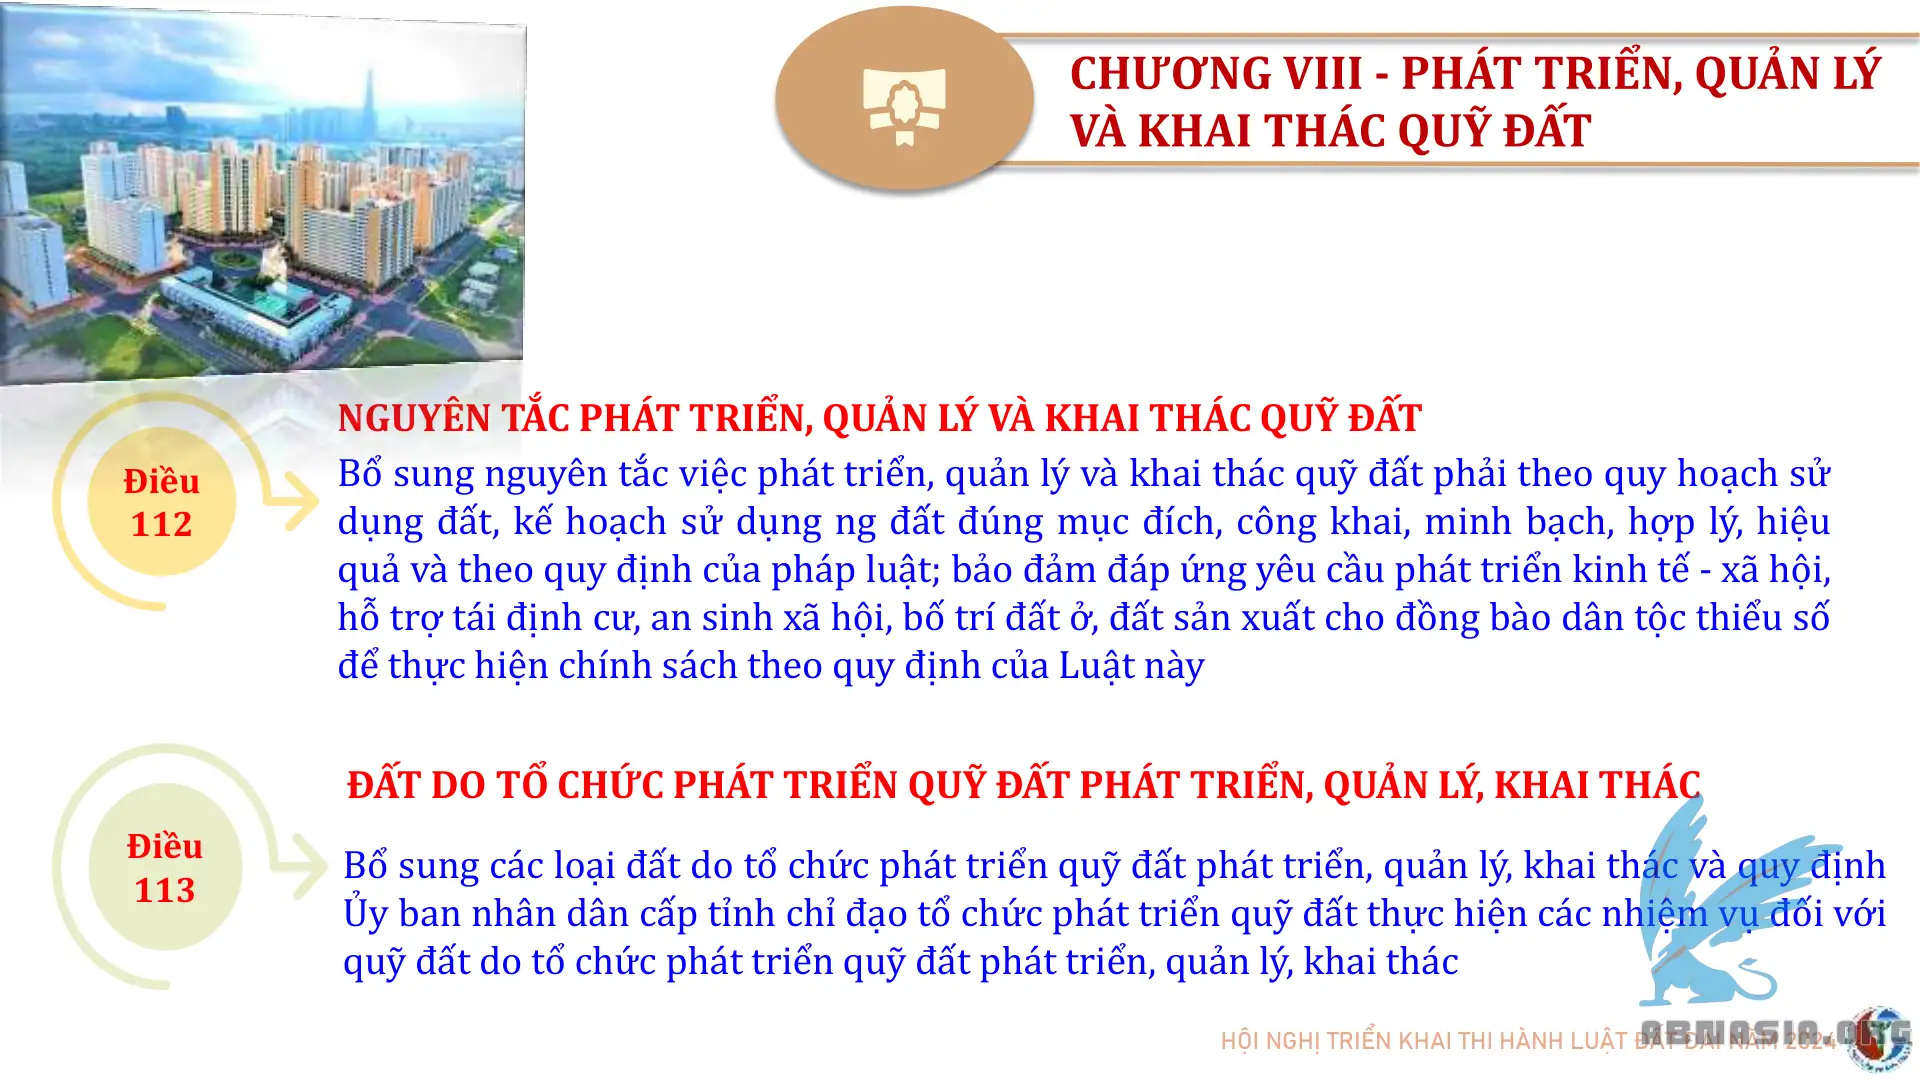 CHƯƠNG VIII - PHÁT TRIỂN, QUẢN LÝ
VÀ KHAI THÁC QUỸ ĐẤT
NGUYÊN TẮC PHÁT TRIỂN, QUẢN LÝ VÀ KHAI THÁC QUỸ ĐẤT
Điều
112
Bổ sung nguyên tắc việc phát triển, quản lý và khai thác quỹ đất phải theo quy hoạch sử
dụng đất, kế hoạch sử dụng ng đất đúng mục đích, công khai, minh bạch, hợp lý, hiệu
quả và theo quy định của pháp luật; bảo đảm đáp ứng yêu cầu phát triển kinh tế - xã hội,
hỗ trợ tái định cư, an sinh xã hội, bố trí đất ở, đất sản xuất cho đồng bào dân tộc thiểu số
để thực hiện chính sách theo quy định của Luật này
ĐẤT DO TỔ CHỨC PHÁT TRIỂN QUỸ ĐẤT PHÁT TRIỂN, QUẢN LÝ, KHAI THÁC
Điều
113
Bổ sung các loại đất do tổ chức phát triển quỹ đất phát triển, quản lý, khai thác và quy định
Ủy ban nhân dân cấp tỉnh chỉ đạo tổ chức phát triển quỹ đất thực hiện các nhiệm vụ đối với
quỹ đất do tổ chức phát triển quỹ đất phát triển, quản lý, khai thác
HỘI NGHỊ TRIỂN KHAI THI HÀNH LUẬT ĐẤT ĐAI NĂM 2024
ABMASIA.ORG